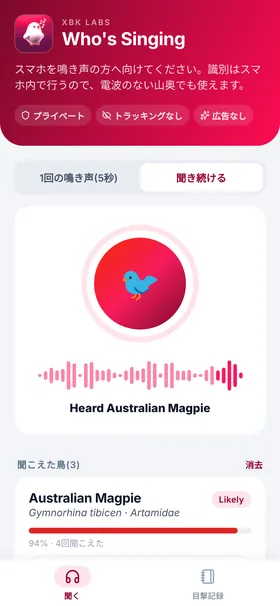 XBK LABS
Who's Singing
スマホを鳴き声の方へ向けてください。識別はスマ
ホ内で行うので、電波のない山奥でも使えます。
プライベート
トラッキングなし
広告なし
1回の鳴き声(5秒)
聞き続ける
Heard Australian Magpie
聞こえた鳥(3)
消去
Australian Magpie
Likely
Gymnorhina tibicen · Artamidae
94% · 4回聞こえた
聞く
目撃記録